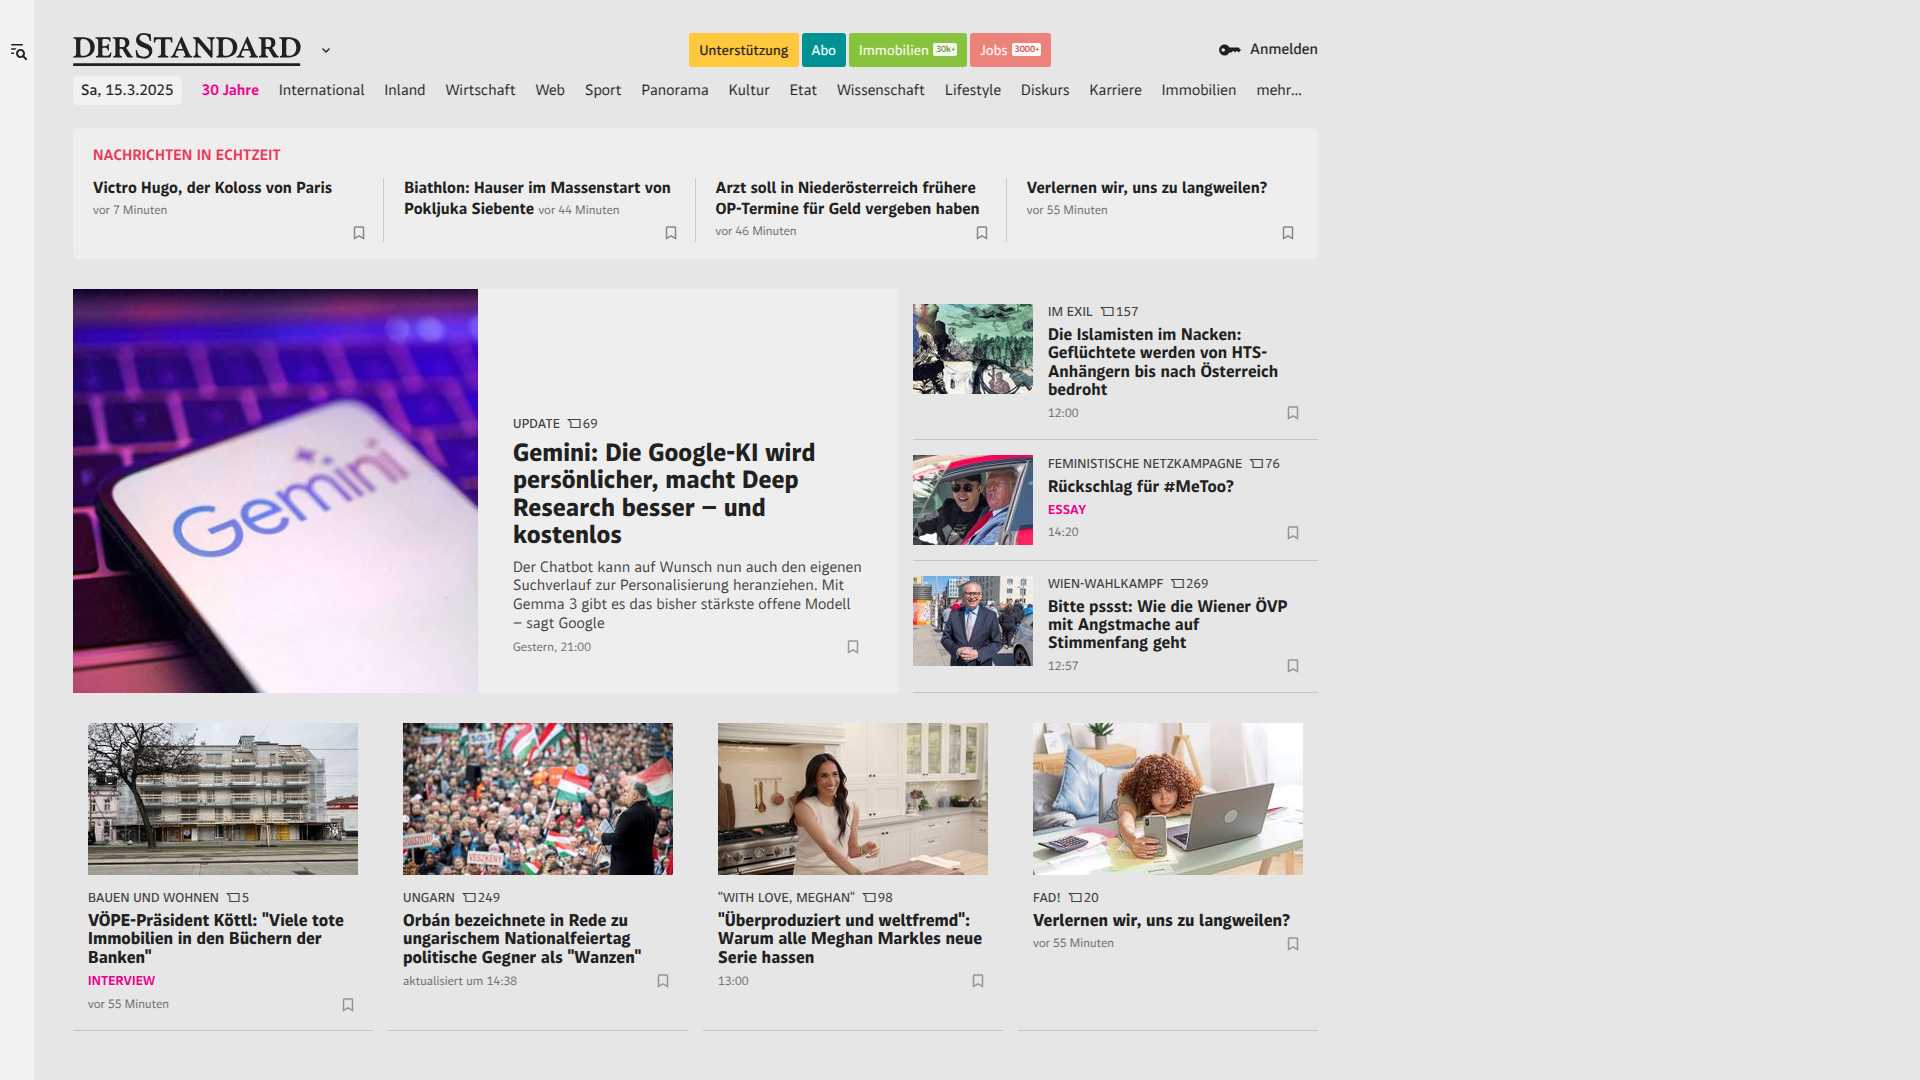 DERSTANDARD
Unterstützung
Abo
Immobilien 30k+
Jobs 3000+
Anmelden
Sa, 15.3.2025
30 Jahre
International
Inland
Wirtschaft
Web
Sport
Panorama
Kultur
Etat
Wissenschaft
Lifestyle
Diskurs
Karriere
Immobilien
mehr...
NACHRICHTEN IN ECHTZEIT
Victro Hugo, der Koloss von Paris
vor 7 Minuten
Biathlon: Hauser im Massenstart von
Pokljuka Siebente vor 44 Minuten
Arzt soll in Niederösterreich frühere
OP-Termine für Geld vergeben haben
vor 46 Minuten
Verlernen wir, uns zu langweilen?
vor 55 Minuten
Gemini
UPDATE 69
Gemini: Die Google-KI wird
persönlicher, macht Deep
Research besser – und
kostenlos
Der Chatbot kann auf Wunsch nun auch den eigenen
Suchverlauf zur Personalisierung heranziehen. Mit
Gemma 3 gibt es das bisher stärkste offene Modell
– sagt Google
Gestern, 21:00
IM EXIL 157
Die Islamisten im Nacken:
Geflüchtete werden von HTS-
Anhängern bis nach Österreich
bedroht
12:00
FEMINISTISCHE NETZKAMPAGNE 76
Rückschlag für #MeToo?
ESSAY
14:20
WIEN-WAHLKAMPF 269
Bitte pssst: Wie die Wiener ÖVP
mit Angstmache auf
Stimmenfang geht
12:57
BAUEN UND WOHNEN 5
VÖPE-Präsident Köttl: "Viele tote
Immobilien in den Büchern der
Banken"
INTERVIEW
vor 55 Minuten
UNGARN 249
Orbán bezeichnete in Rede zu
ungarischem Nationalfeiertag
politische Gegner als "Wanzen"
aktualisiert um 14:38
"WITH LOVE, MEGHAN" 98
"Überproduziert und weltfremd":
Warum alle Meghan Markles neue
Serie hassen
13:00
FAD! 20
Verlernen wir, uns zu langweilen?
vor 55 Minuten